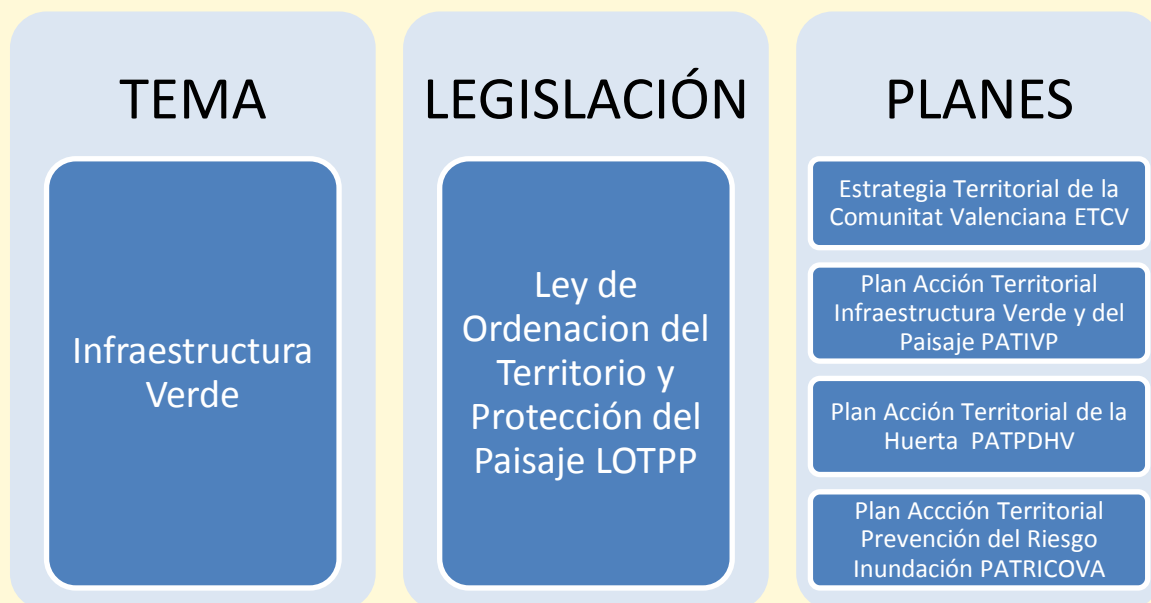 TEMA
Infraestructura
Verde
LEGISLACIÓN
Ley de
Ordenacion del
Territorio y
Protección del
Paisaje LOTPP
PLANES
Estrategia Territorial de la
Comunitat Valenciana ETCV
Plan Acción Territorial
Infraestructura Verde y del
Paisaje PATIVP
Plan Acción Territorial de la
Huerta PATPDHV
Plan Accción Territorial
Prevención del Riesgo
Inundación PATRICOVA